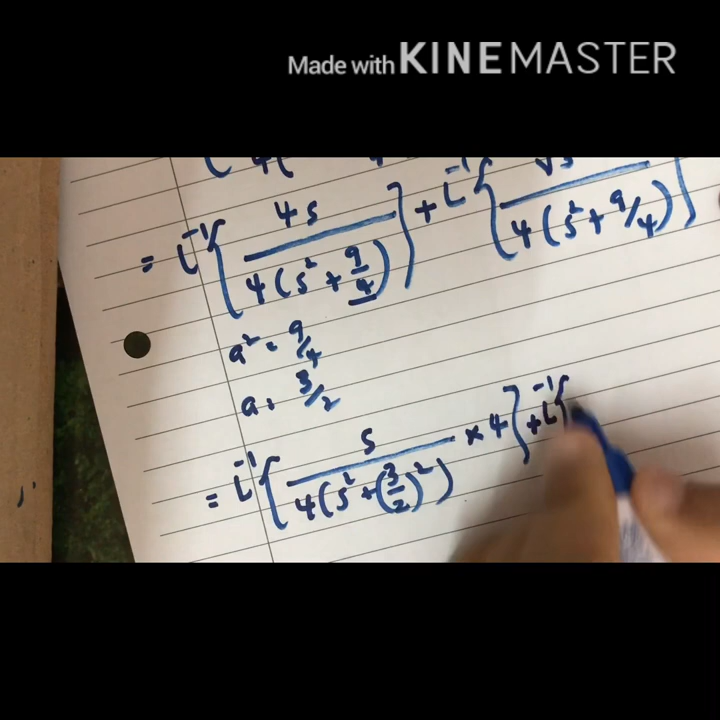 Made with KINEMASTER
= L⁻¹{ 4s / 4(s² + 9/4) } + L⁻¹{ / 4(s² + 9/4) }
a² = 9/4
a = 3/2
= L⁻¹{ s / 4(s² + (3/2)²) × 4 } + L⁻¹{